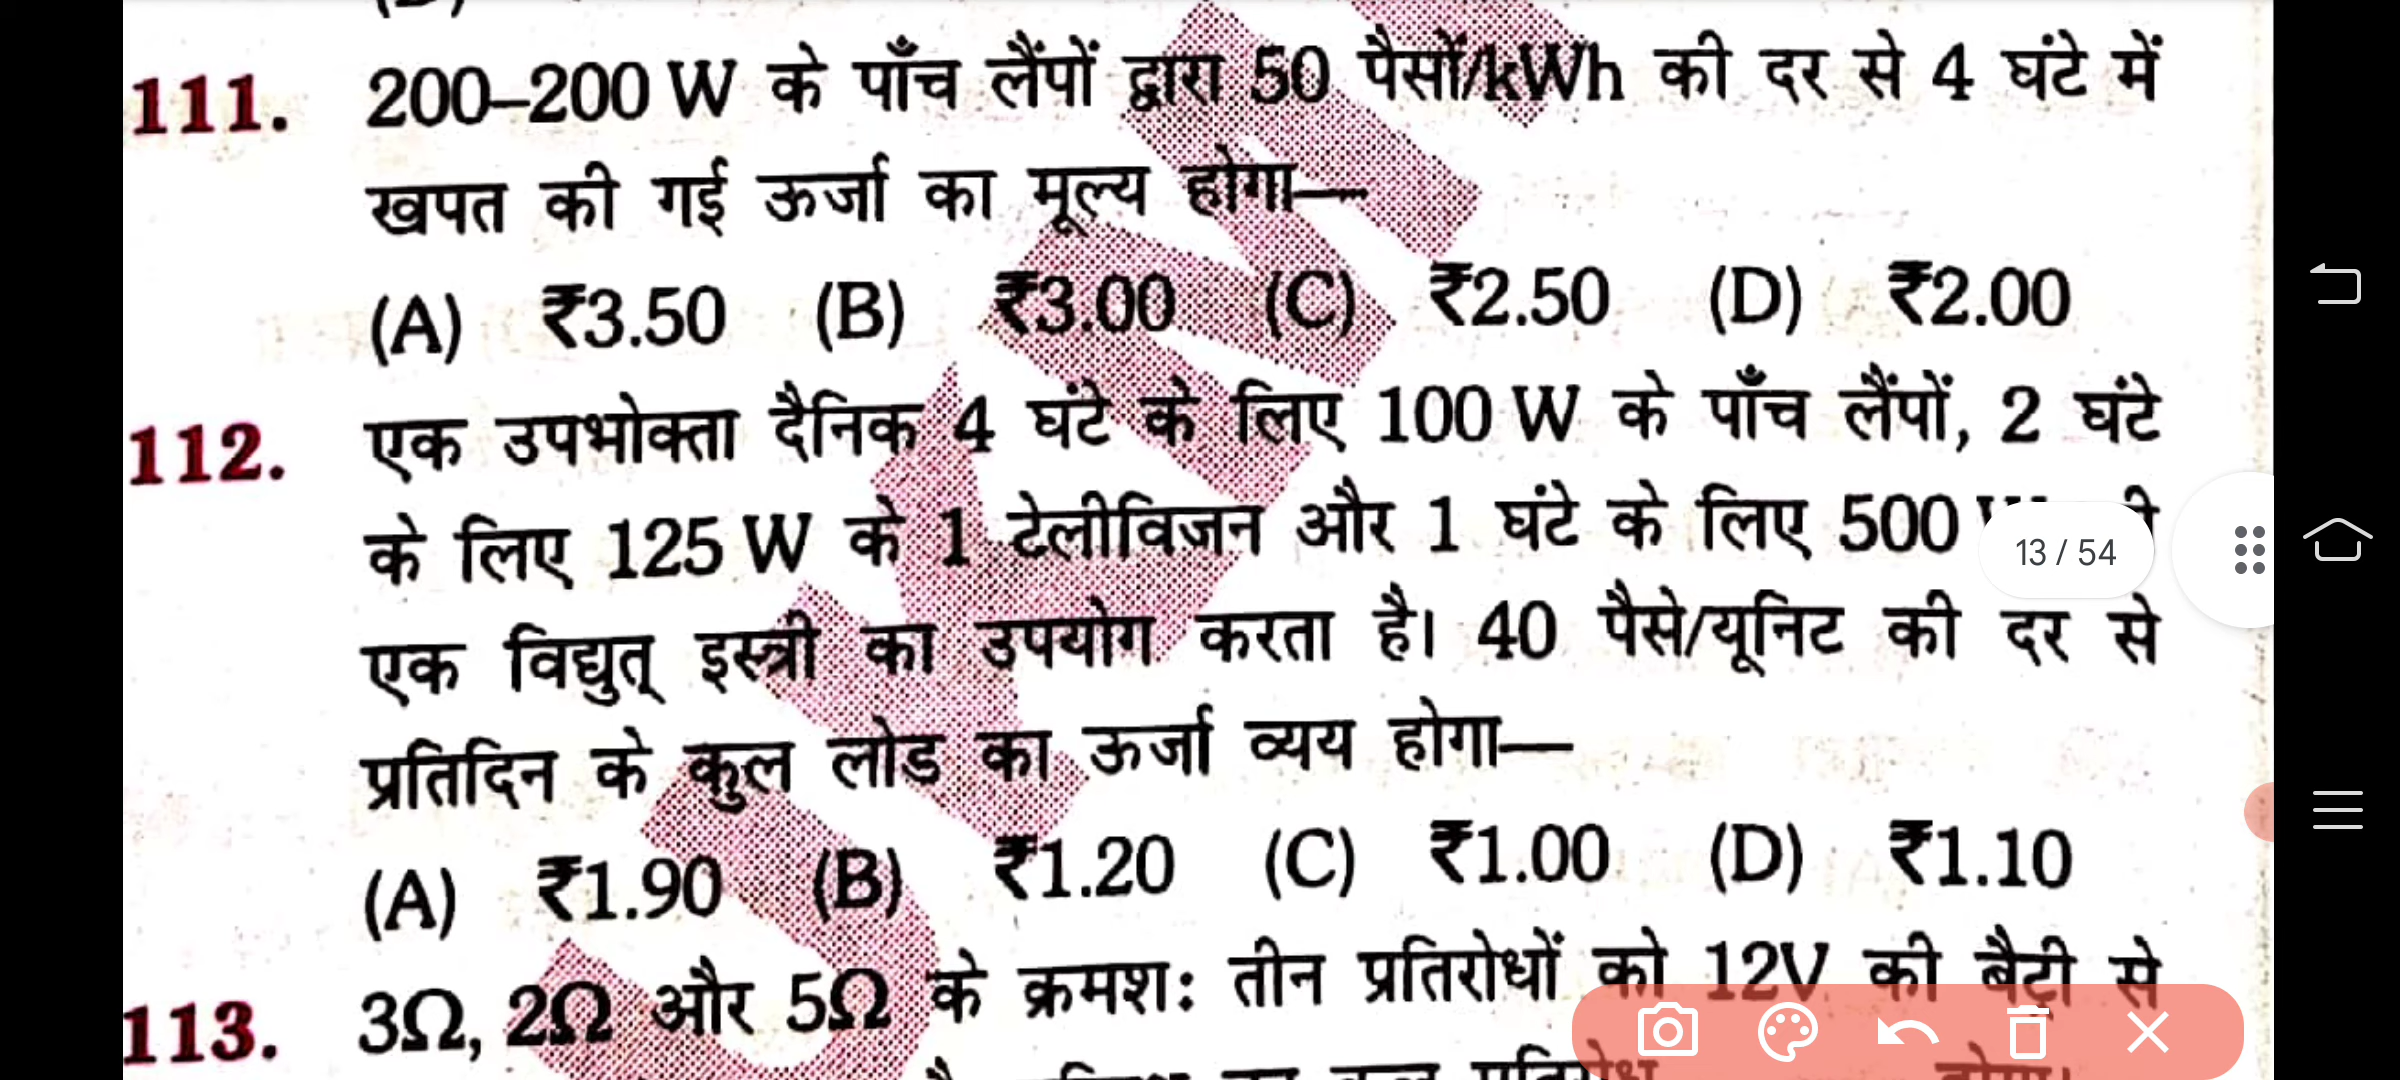 111. 200–200 W के पाँच लैंपों द्वारा 50 पैसों/kWh की दर से 4 घंटे में
खपत की गई ऊर्जा का मूल्य होगा—
(A) ₹3.50 (B) ₹3.00 (C) ₹2.50 (D) ₹2.00
112. एक उपभोक्ता दैनिक 4 घंटे के लिए 100 W के पाँच लैंपों, 2 घंटे
के लिए 125 W के 1 टेलीविजन और 1 घंटे के लिए 500
13 / 54
एक विद्युत् इस्त्री का उपयोग करता है। 40 पैसे/यूनिट की दर से
प्रतिदिन के कुल लोड का ऊर्जा व्यय होगा—
(A) ₹1.90 (B) ₹1.20 (C) ₹1.00 (D) ₹1.10
113. 3Ω, 2Ω और 5Ω के क्रमशः तीन प्रतिरोधों को 12V की बैट्री से